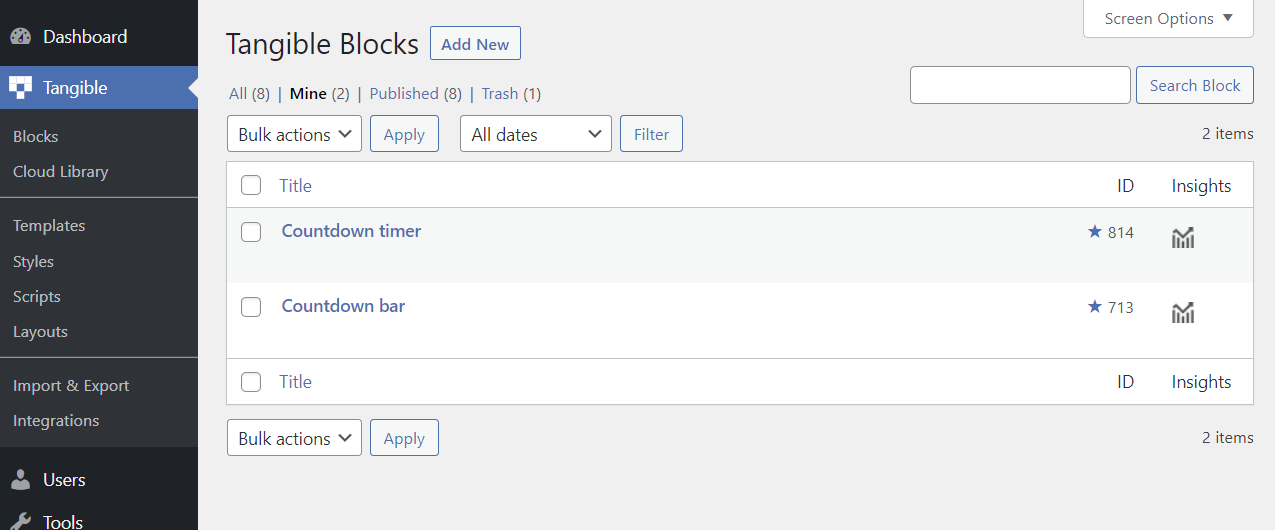 Screen Options
Dashboard
Tangible
Blocks
Cloud Library
Templates
Styles
Scripts
Layouts
Import & Export
Integrations
Users
Tools
Tangible Blocks Add New
All (8) | Mine (2) | Published (8) | Trash (1)
Search Block
Bulk actions Apply All dates Filter 2 items
Title ID Insights
Countdown timer ★ 814
Countdown bar ★ 713
Title ID Insights
Bulk actions Apply 2 items